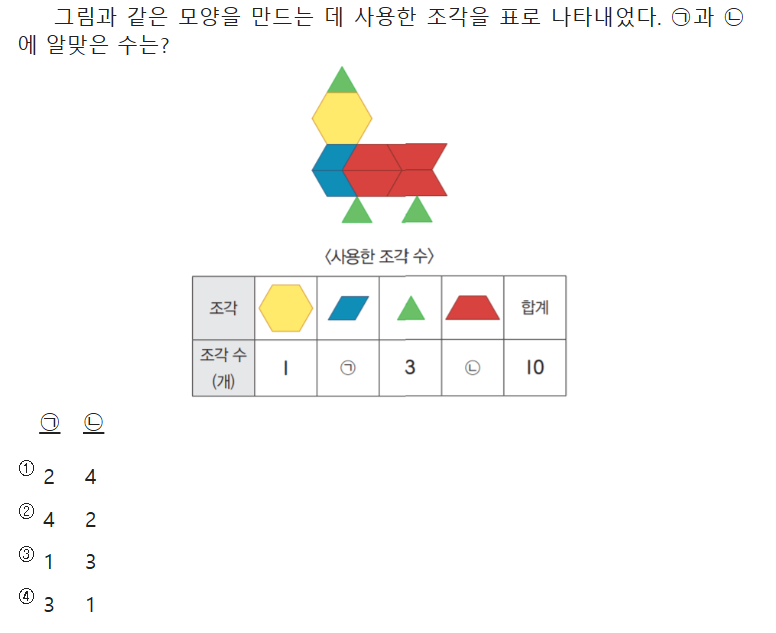 그림과 같은 모양을 만드는 데 사용한 조각을 표로 나타내었다. ㉠과 ㉡
에 알맞은 수는?
〈사용한 조각 수〉
조각 합계
조각 수
(개) 1 ㉠ 3 ㉡ 10
㉠ ㉡
① 2 4
② 4 2
③ 1 3
④ 3 1